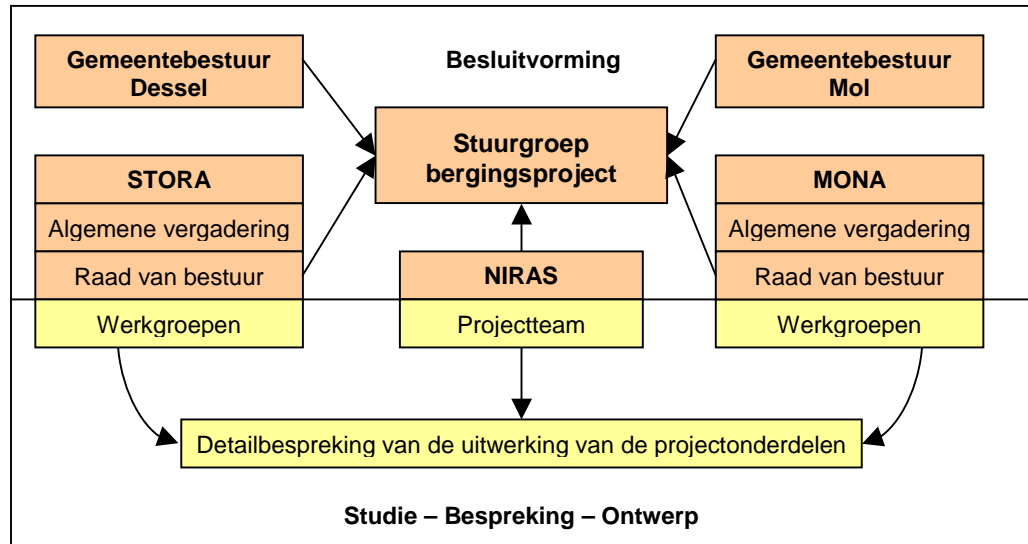 Gemeentebestuur
Dessel
Besluitvorming
Gemeentebestuur
Mol
Stuurgroep
bergingsproject
STORA
Algemene vergadering
Raad van bestuur
Werkgroepen
NIRAS
Projectteam
MONA
Algemene vergadering
Raad van bestuur
Werkgroepen
Detailbespreking van de uitwerking van de projectonderdelen
Studie – Bespreking – Ontwerp